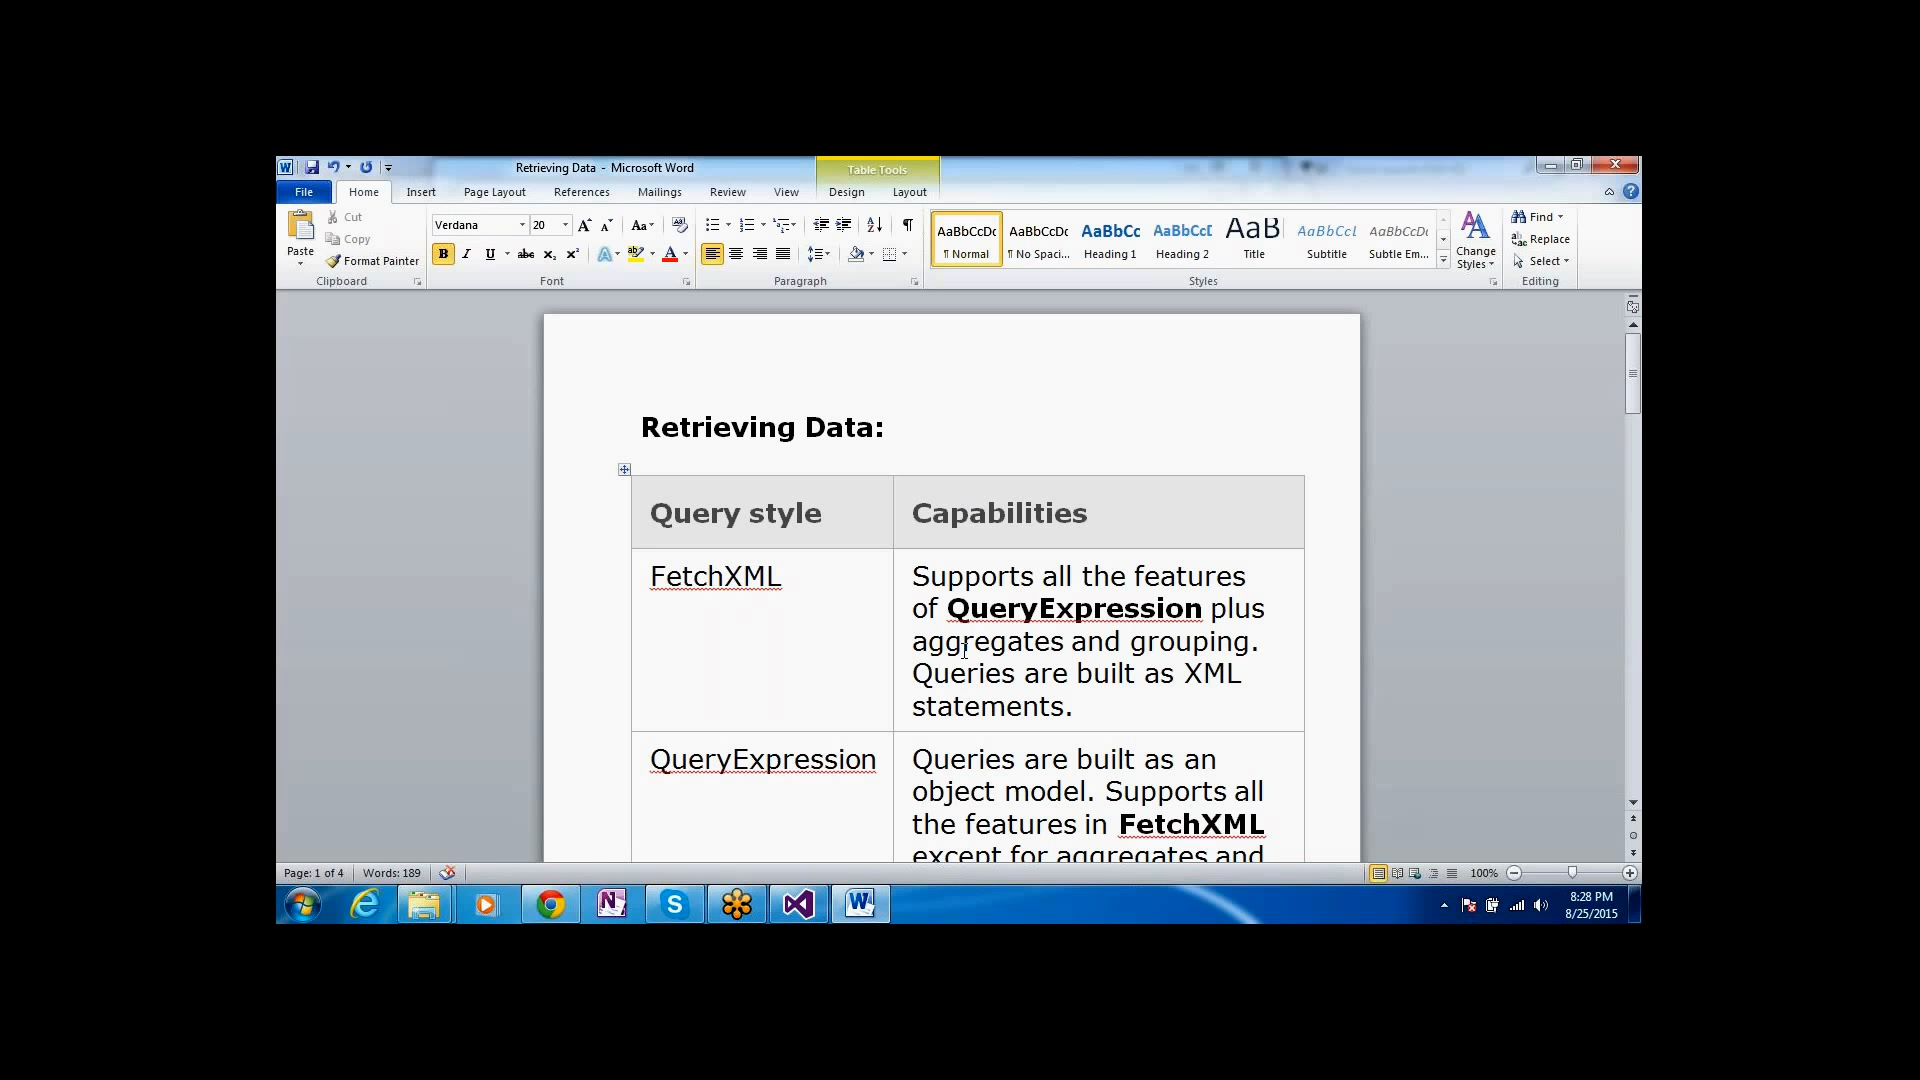 Retrieving Data - Microsoft Word
Table Tools
File Home Insert Page Layout References Mailings Review View Design Layout
Paste
Cut
Copy
Format Painter
Clipboard
Verdana 20
Font
Paragraph
AaBbCcDc AaBbCcDc AaBbCc AaBbCcI AaB AaBbCcI AaBbCcDc
¶ Normal ¶ No Spaci... Heading 1 Heading 2 Title Subtitle Subtle Em...
Change
Styles
Styles
Find
Replace
Select
Editing
Retrieving Data:
Query style Capabilities
FetchXML
Supports all the features
of QueryExpression plus
aggregates and grouping.
Queries are built as XML
statements.
QueryExpression
Queries are built as an
object model. Supports all
the features in FetchXML
except for aggregates and
Page: 1 of 4 Words: 189 100%
8:28 PM
8/25/2015